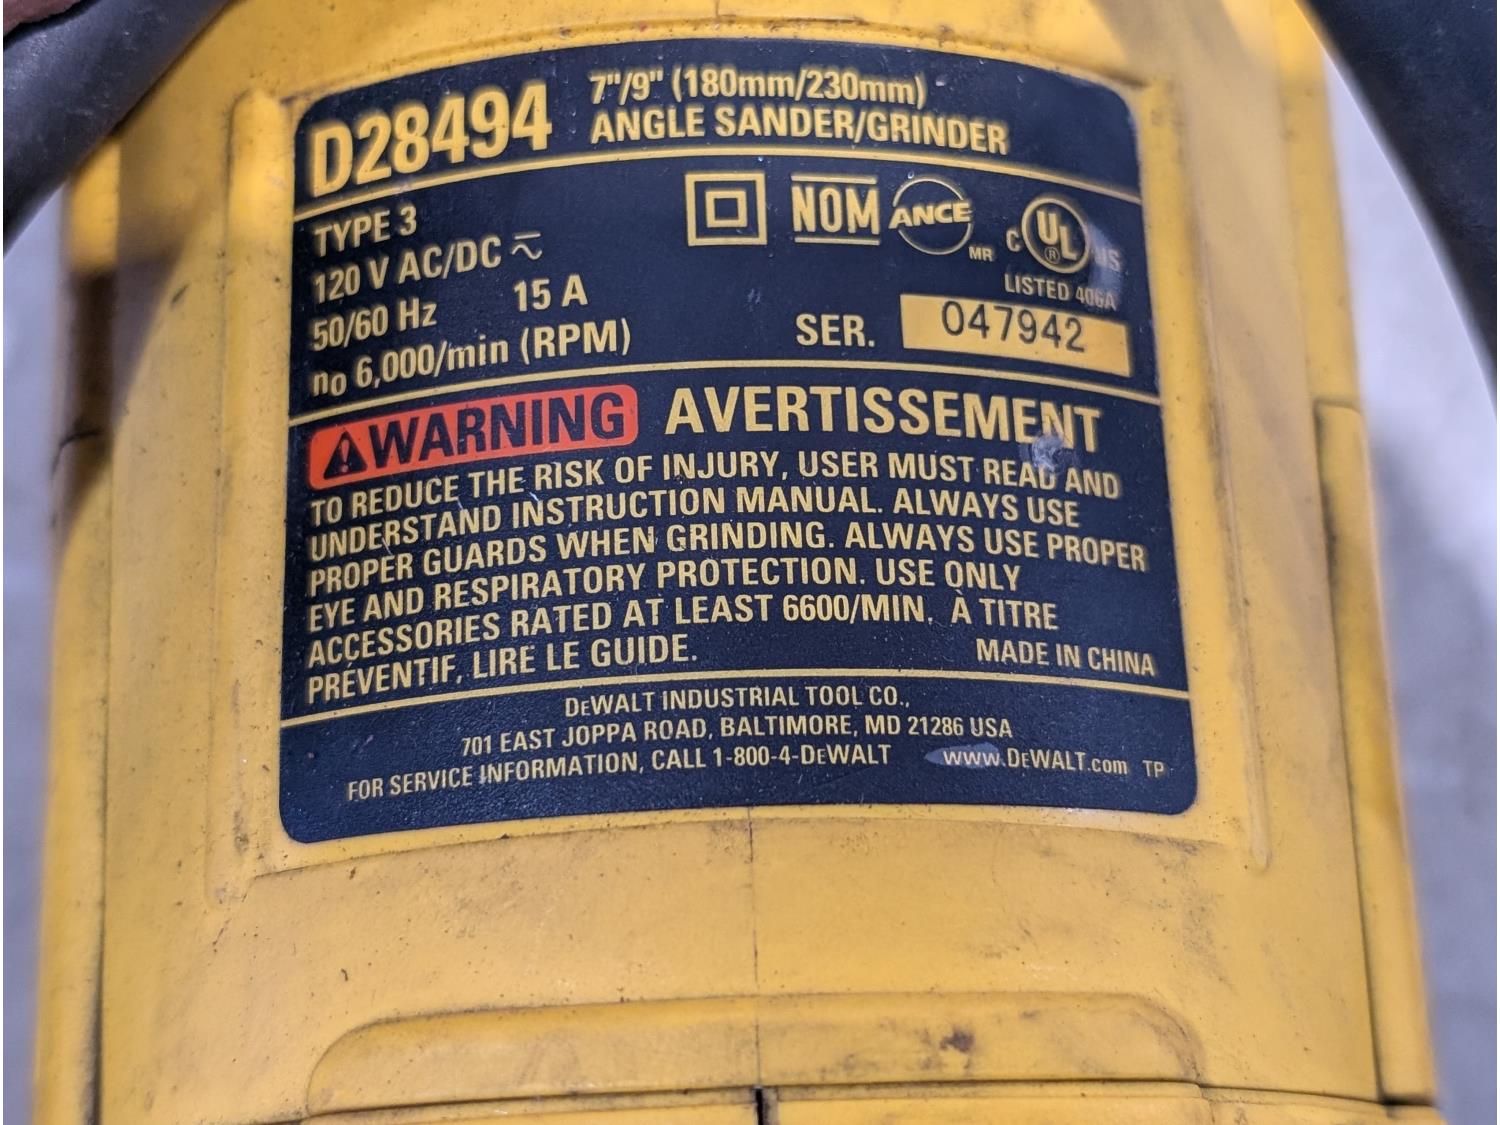 D28494 7"/9" (180mm/230mm)
ANGLE SANDER/GRINDER
TYPE 3
120 V AC/DC
50/60 Hz 15 A
no 6,000/min (RPM)
NOM ANCE MR
C UL ® US
LISTED 406A
SER. 047942
WARNING AVERTISSEMENT
TO REDUCE THE RISK OF INJURY, USER MUST READ AND
UNDERSTAND INSTRUCTION MANUAL. ALWAYS USE
PROPER GUARDS WHEN GRINDING. ALWAYS USE PROPER
EYE AND RESPIRATORY PROTECTION. USE ONLY
ACCESSORIES RATED AT LEAST 6600/MIN. À TITRE
PRÉVENTIF, LIRE LE GUIDE.
MADE IN CHINA
DEWALT INDUSTRIAL TOOL CO.,
701 EAST JOPPA ROAD, BALTIMORE, MD 21286 USA
FOR SERVICE INFORMATION, CALL 1-800-4-DEWALT www.DEWALT.com TP